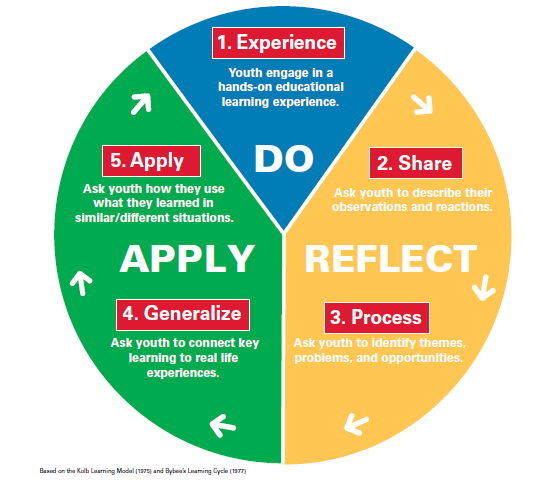 1. Experience
Youth engage in a
hands-on educational
learning experience.
DO
2. Share
Ask youth to describe their
observations and reactions.
REFLECT
3. Process
Ask youth to identify themes,
problems, and opportunities.
4. Generalize
Ask youth to connect key
learning to real life
experiences.
APPLY
5. Apply
Ask youth how they use
what they learned in
similar/different situations.
Based on the Kolb Learning Model (1975) and Bybee's Learning Cycle (1977)